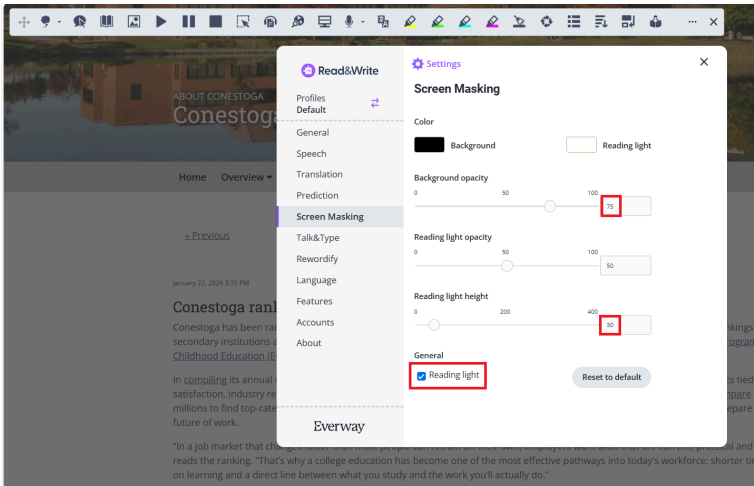 ABOUT CONESTOGA
Conestoga
Home Overview
« Previous
January 22, 2026 3:35 PM
Conestoga
Conestoga has been
secondary institutions
Childhood Education
In compiling its annual
satisfaction, industry
millions to find
future of work.
"In a job market that changes faster than most people can retrain on their own, employers want skills that are current, practical and
reads the ranking. "That's why a college education has become one of the most effective pathways into today's workforce: shorter
on learning and a direct line between what you study and the work you'll actually do."
Read&Write
Profiles
Default
General
Speech
Translation
Prediction
Screen Masking
Talk&Type
Rewordify
Language
Features
Accounts
About
Everway
Settings
Screen Masking
Color
Background Reading light
Background opacity
0 50 100
75
Reading light opacity
0 50 100
50
Reading light height
0 200 400
30
General
Reading light
Reset to default